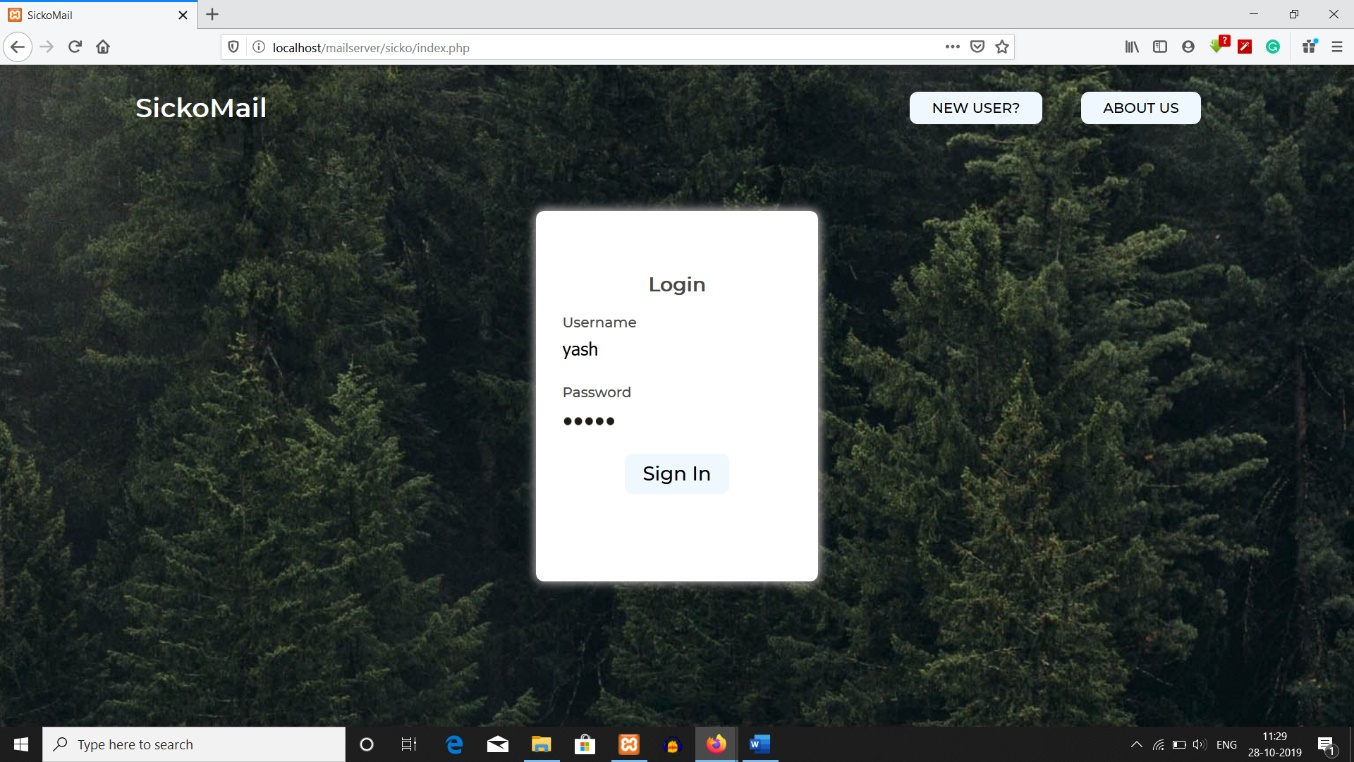 SickoMail
localhost/mailserver/sicko/index.php
SickoMail
NEW USER?
ABOUT US
Login
Username
yash
Password
●●●●●
Sign In
Type here to search
ENG
11:29
28-10-2019
1